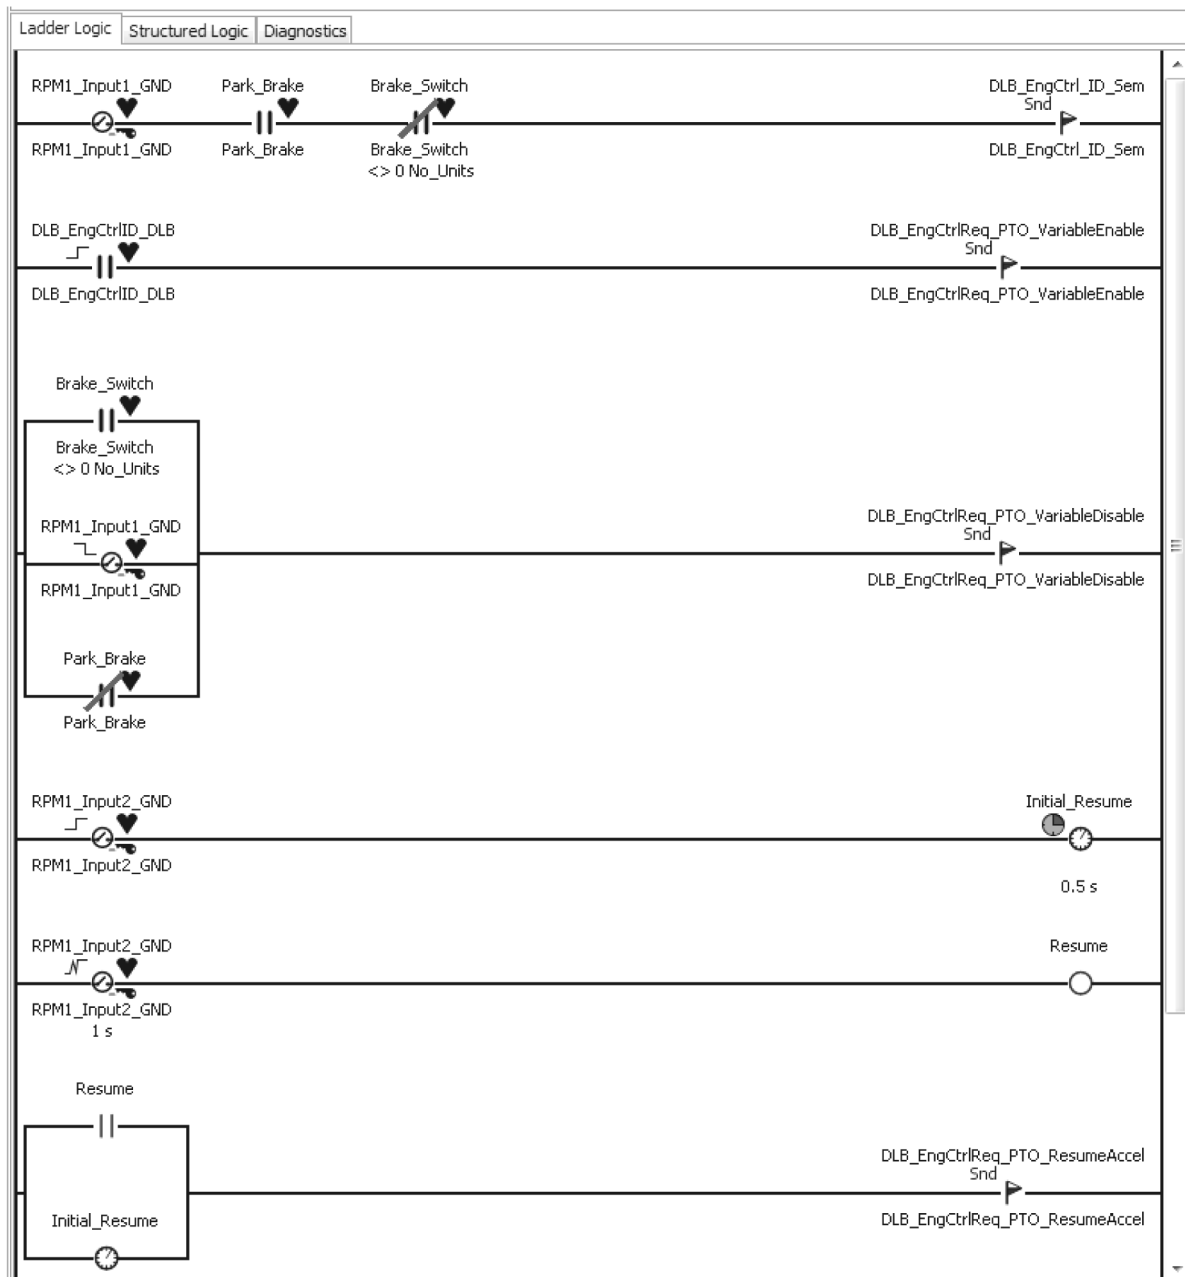 Ladder Logic Structured Logic Diagnostics
RPM1_Input1_GND Park_Brake Brake_Switch DLB_EngCtrl_ID_Sem
Snd
RPM1_Input1_GND Park_Brake Brake_Switch DLB_EngCtrl_ID_Sem
<> 0 No_Units
DLB_EngCtrlID_DLB DLB_EngCtrlReq_PTO_VariableEnable
Snd
DLB_EngCtrlID_DLB DLB_EngCtrlReq_PTO_VariableEnable
Brake_Switch
Brake_Switch
<> 0 No_Units
RPM1_Input1_GND DLB_EngCtrlReq_PTO_VariableDisable
Snd
RPM1_Input1_GND DLB_EngCtrlReq_PTO_VariableDisable
Park_Brake
Park_Brake
RPM1_Input2_GND Initial_Resume
RPM1_Input2_GND
0.5 s
RPM1_Input2_GND Resume
RPM1_Input2_GND
1 s
Resume
DLB_EngCtrlReq_PTO_ResumeAccel
Snd
Initial_Resume DLB_EngCtrlReq_PTO_ResumeAccel